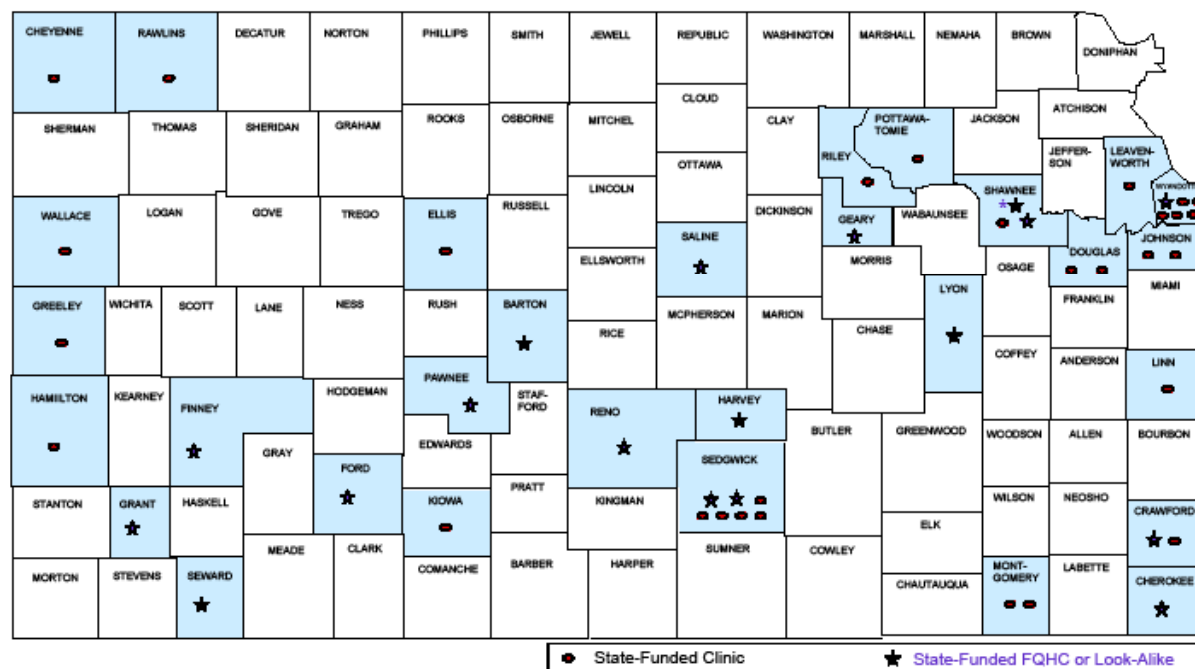 CHEYENNE
RAWLINS
DECATUR
NORTON
PHILLIPS
SMITH
JEWELL
REPUBLIC
WASHINGTON
MARSHALL
NEMAHA
BROWN
DONIPHAN
CLOUD
SHERMAN
THOMAS
SHERIDAN
GRAHAM
ROOKS
OSBORNE
MITCHEL
CLAY
RILEY
POTTAWA-
TOMIE
JACKSON
ATCHISON
JEFFER-
SON
LEAVEN-
WORTH
WYANDOTTE
OTTAWA
LINCOLN
WALLACE
LOGAN
GOVE
TREGO
ELLIS
RUSSELL
SALINE
DICKINSON
GEARY
WABAUNSEE
SHAWNEE
DOUGLAS
JOHNSON
ELLSWORTH
MORRIS
OSAGE
MIAMI
GREELEY
WICHITA
SCOTT
LANE
NESS
RUSH
BARTON
RICE
MCPHERSON
MARION
CHASE
LYON
FRANKLIN
COFFEY
ANDERSON
LINN
HAMIILTON
KEARNEY
FINNEY
HODGEMAN
PAWNEE
STAF-
FORD
RENO
HARVEY
BUTLER
GREENWOOD
WOODSON
ALLEN
BOURBON
GRAY
FORD
EDWARDS
SEDGWICK
STANTON
GRANT
HASKELL
KIOWA
PRATT
KINGMAN
ELK
WILSON
NEOSHO
CRAWFORD
MORTON
STEVENS
SEWARD
MEADE
CLARK
COMANCHE
BARBER
HARPER
SUMNER
COWLEY
CHAUTAUQUA
MONT-
GOMERY
LABETTE
CHEROKEE
State-Funded Clinic
State-Funded FQHC or Look-Alike